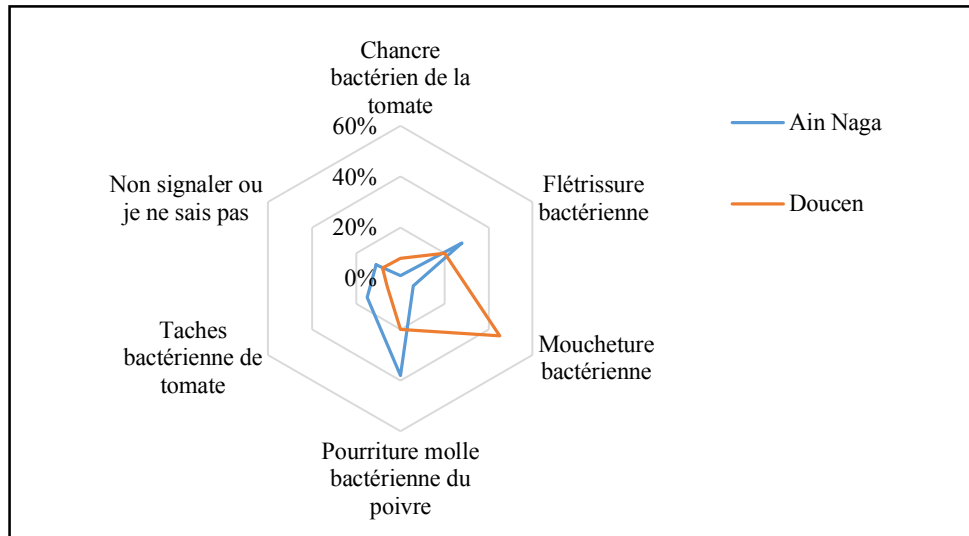 Chancre
bactérien de la
tomate
60%
40%
20%
0%
Ain Naga
Doucen
Non signaler ou
je ne sais pas
Flétrissure
bactérienne
Taches
bactérienne de
tomate
Moucheture
bactérienne
Pourriture molle
bactérienne du
poivre